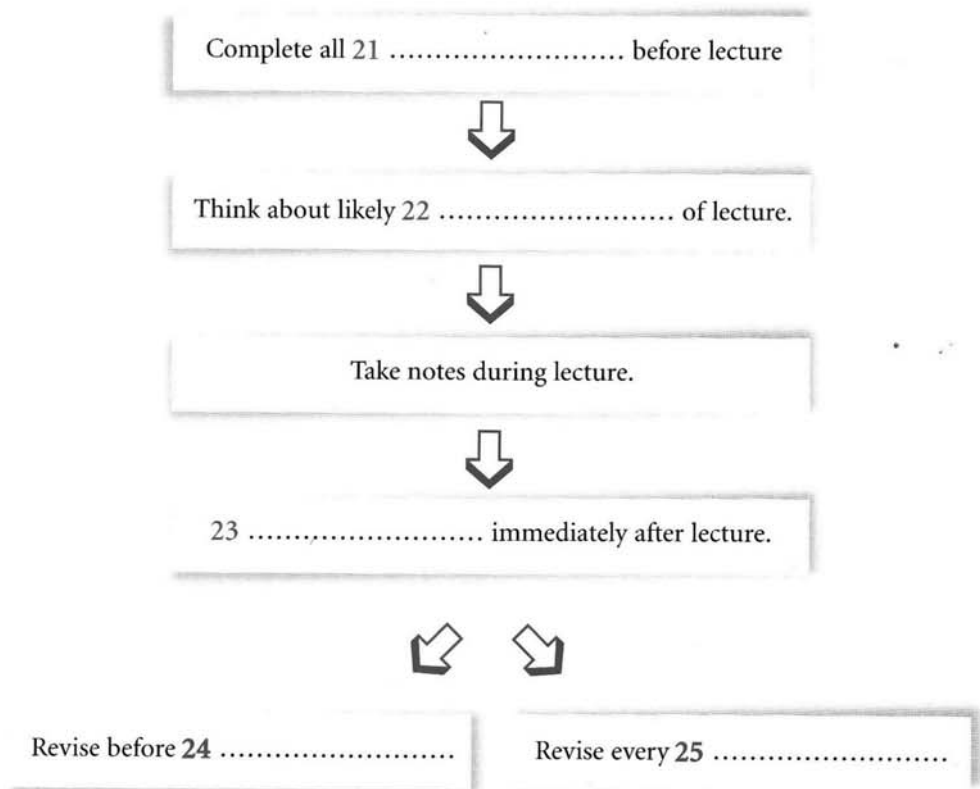 Complete all 21 .......................... before lecture
Think about likely 22 .......................... of lecture.
Take notes during lecture.
23 .......................... immediately after lecture.
Revise before 24 ..........................
Revise every 25 ..........................